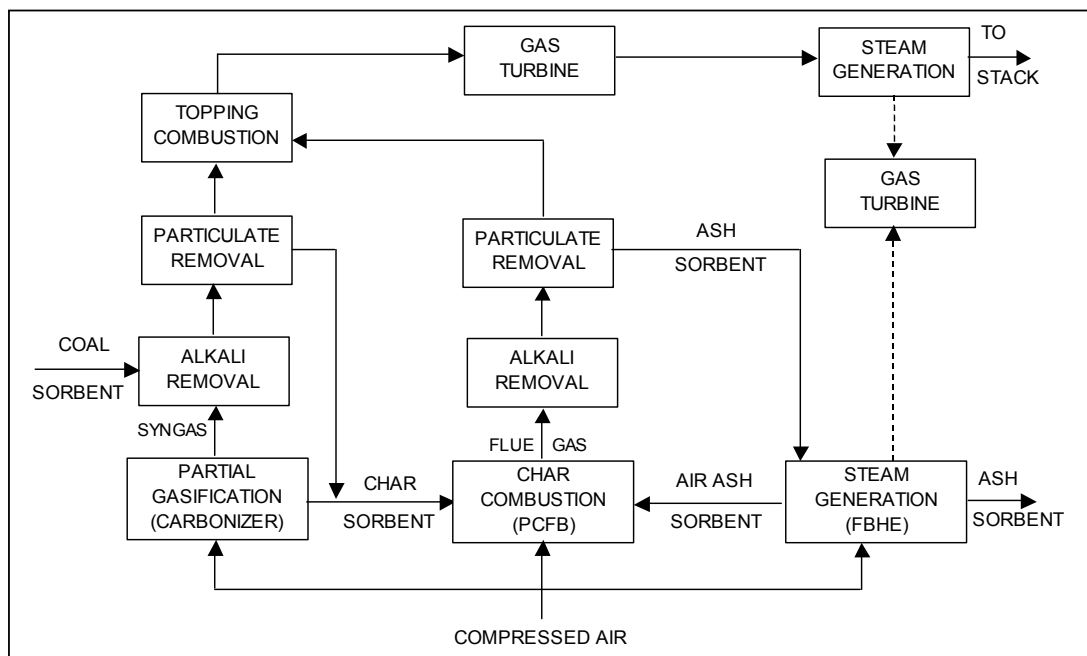 GAS
TURBINE
STEAM
GENERATION
TO
STACK
TOPPING
COMBUSTION
GAS
TURBINE
PARTICULATE
REMOVAL
PARTICULATE
REMOVAL
ASH
SORBENT
COAL
SORBENT
ALKALI
REMOVAL
ALKALI
REMOVAL
SYNGAS
FLUE GAS
PARTIAL
GASIFICATION
(CARBONIZER)
CHAR
SORBENT
CHAR
COMBUSTION
(PCFB)
AIR ASH
SORBENT
STEAM
GENERATION
(FBHE)
ASH
SORBENT
COMPRESSED AIR